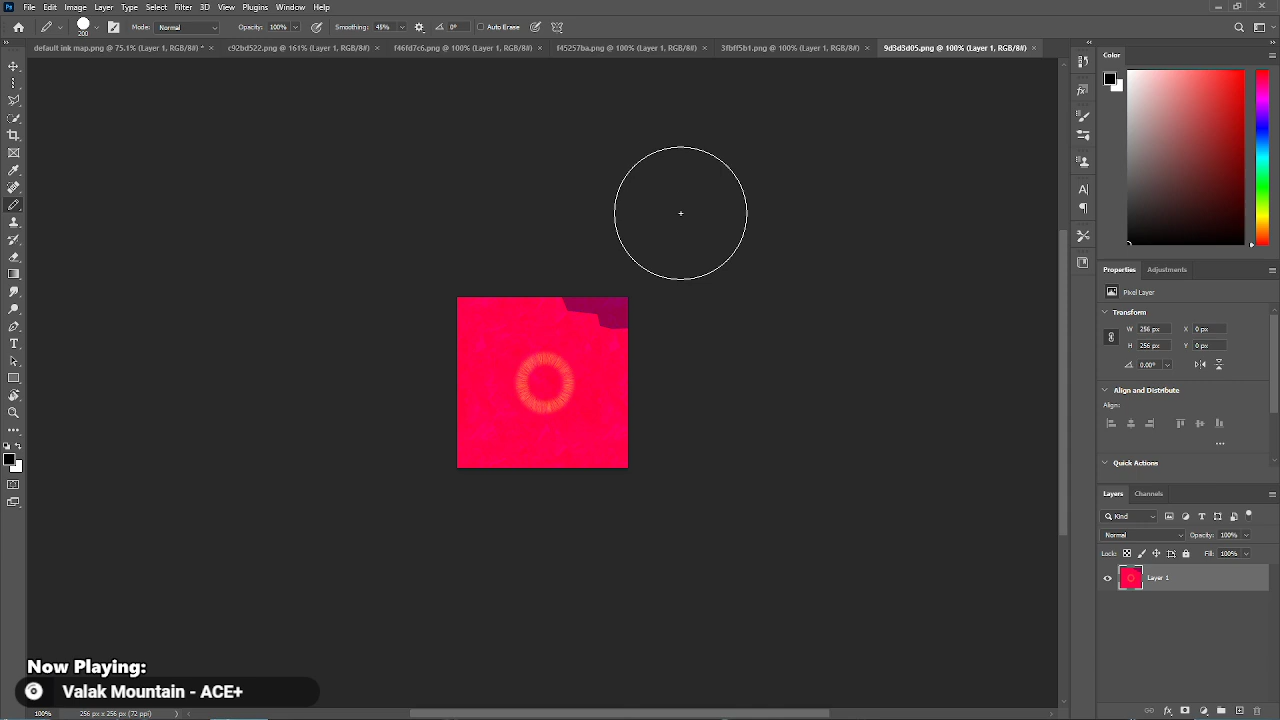 File Edit Image Layer Type Select Filter 3D View Plugins Window Help
200 Mode: Normal Opacity: 100% Smoothing: 45% 0° Auto Erase
default ink map.png @ 75.1% (Layer 1, RGB/8#) * × c92bd522.png @ 161% (Layer 1, RGB/8#) × f46fd7c6.png @ 100% (Layer 1, RGB/8#) × f45257ba.png @ 100% (Layer 1, RGB/8#) × 3fbff5b1.png @ 100% (Layer 1, RGB/8#) × 9d3d3d05.png @ 100% (Layer 1, RGB/8#) ×
Color
Properties Adjustments
Pixel Layer
Transform
W 256 px X 0 px
H 256 px Y 0 px
0.00°
Align and Distribute
Align:
Quick Actions
Layers Channels
Kind
Normal Opacity: 100%
Lock: Fill: 100%
Layer 1
Now Playing:
Valak Mountain - ACE+
100% 256 px x 256 px (72 ppi)